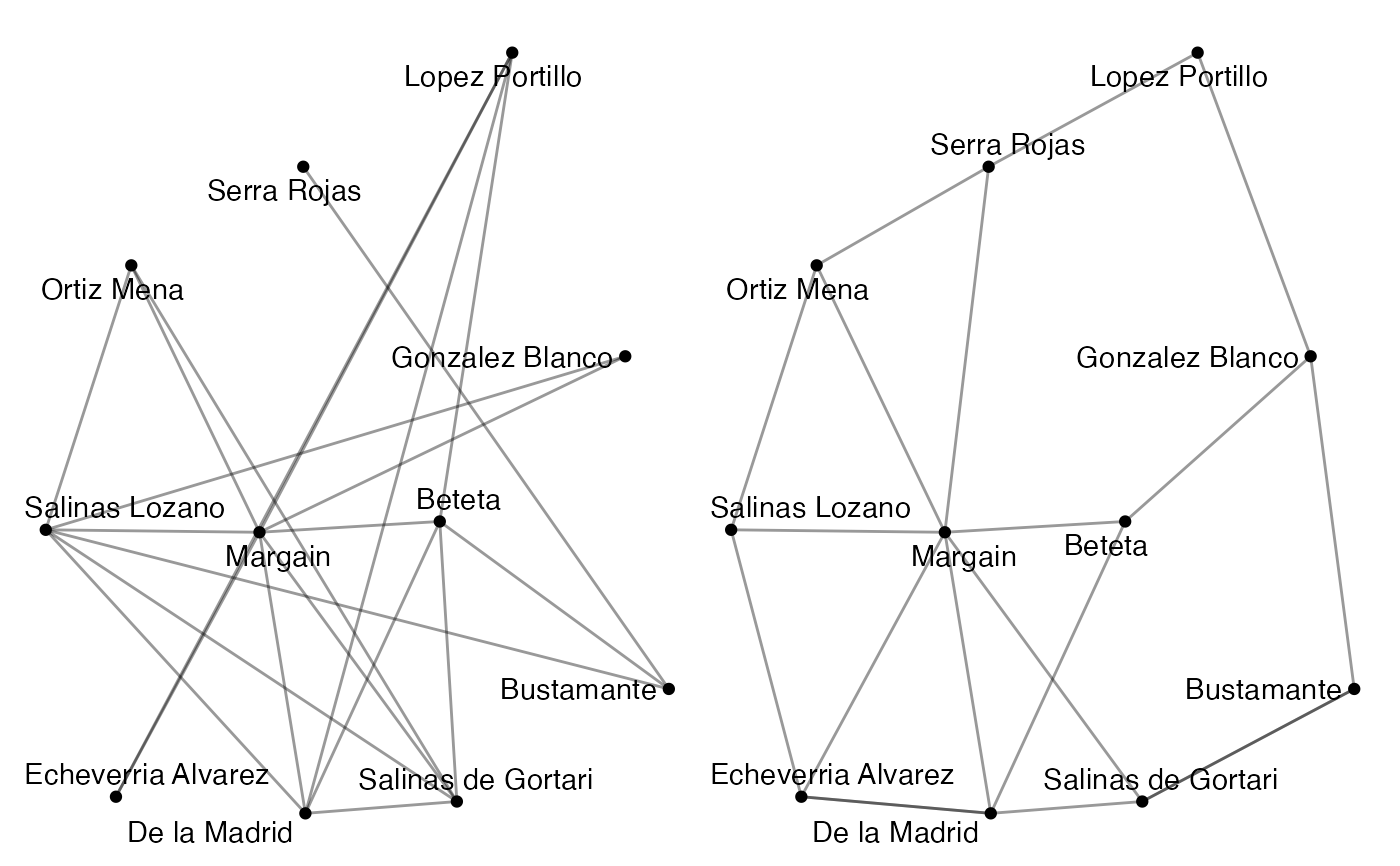 Lopez Portillo
Serra Rojas
Ortiz Mena
Gonzalez Blanco
Salinas Lozano
Beteta
Margain
Bustamante
Echeverria Alvarez
Salinas de Gortari
De la Madrid
Lopez Portillo
Serra Rojas
Ortiz Mena
Gonzalez Blanco
Salinas Lozano
Beteta
Margain
Bustamante
Echeverria Alvarez
Salinas de Gortari
De la Madrid